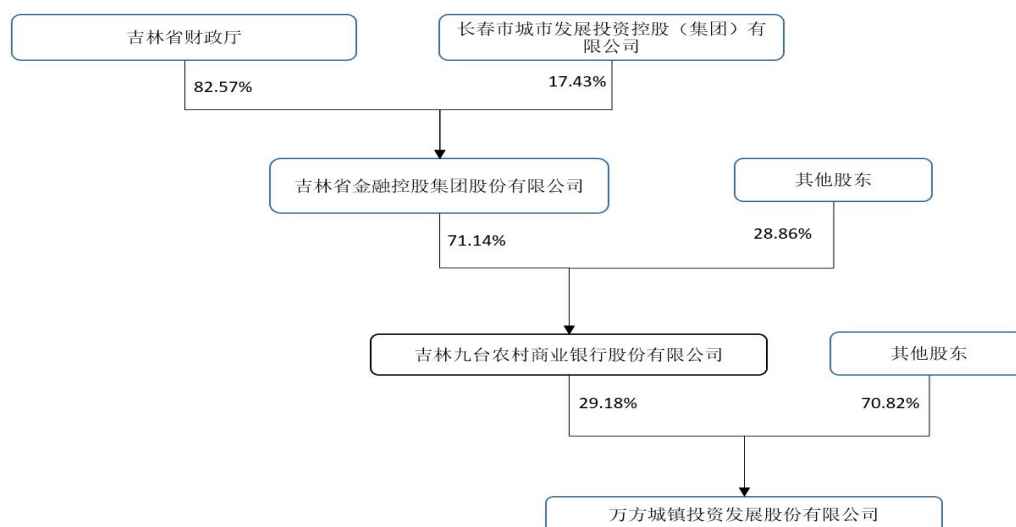 吉林省财政厅
长春市城市发展投资控股（集团）有
限公司
82.57%
17.43%
吉林省金融控股集团股份有限公司
其他股东
71.14%
28.86%
吉林九台农村商业银行股份有限公司
其他股东
29.18%
70.82%
万方城镇投资发展股份有限公司